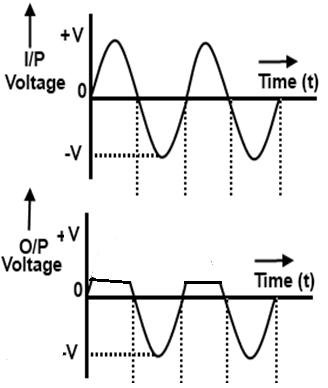 +V
I/P
Voltage
0
Time (t)
-V
O/P
Voltage
+V
0
Time (t)
-V